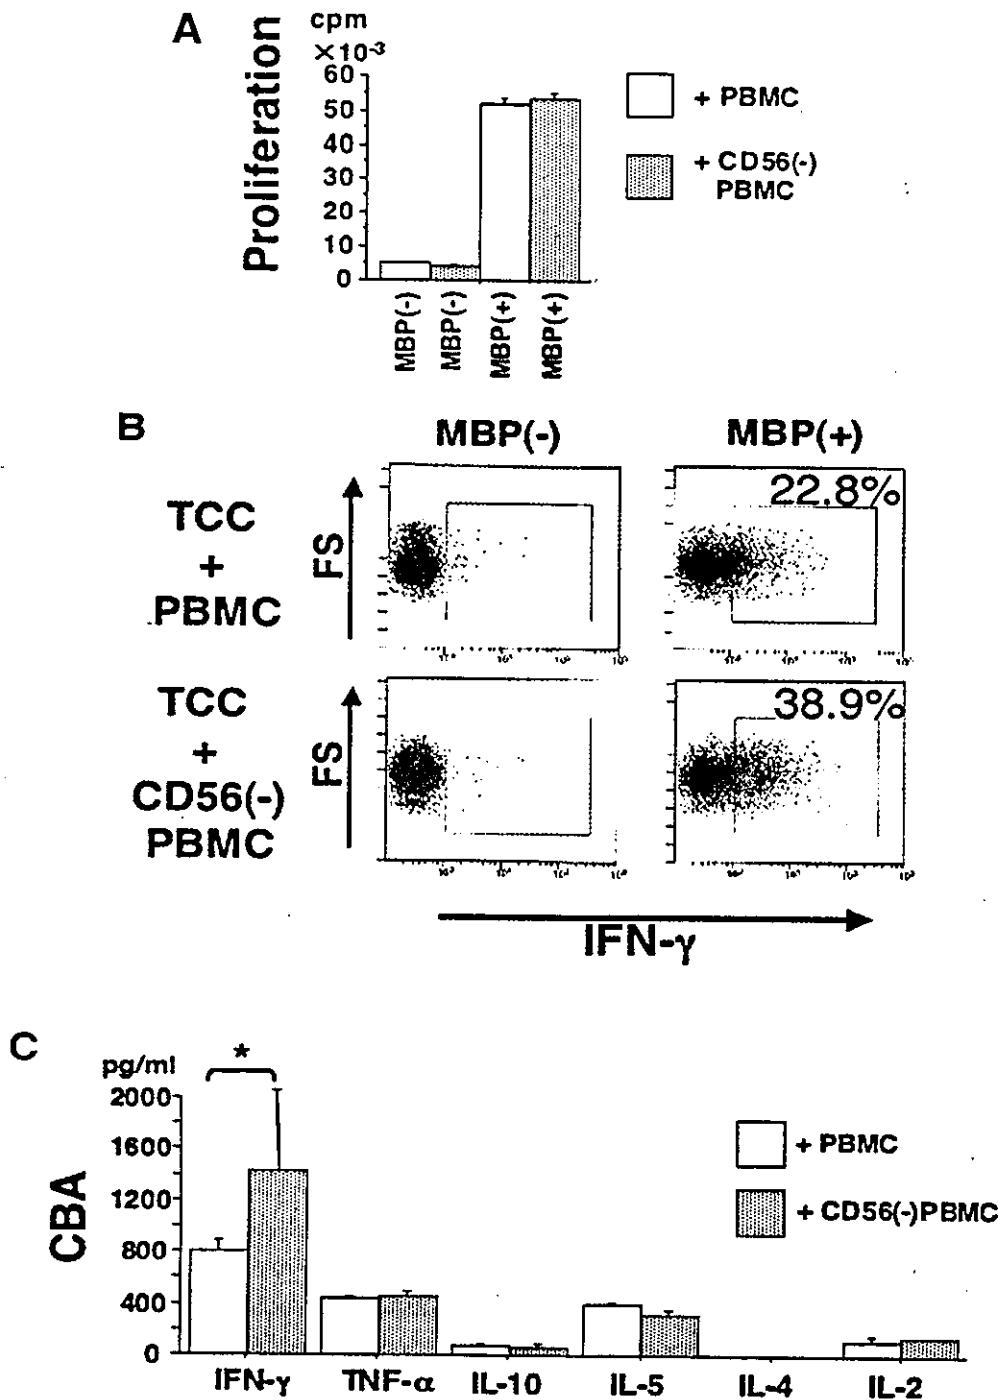 A
Proliferation
cpm
×10⁻³
60
50
40
30
20
10
0
MBP(-)
MBP(-)
MBP(+)
MBP(+)
+ PBMC
+ CD56(-)
PBMC
B
MBP(-)
MBP(+)
TCC
+
PBMC
FS
22.8%
TCC
+
CD56(-)
PBMC
FS
38.9%
IFN-γ
C
CBA
pg/ml
*
2000
1600
1200
800
400
0
+ PBMC
+ CD56(-)PBMC
IFN-γ
TNF-α
IL-10
IL-5
IL-4
IL-2